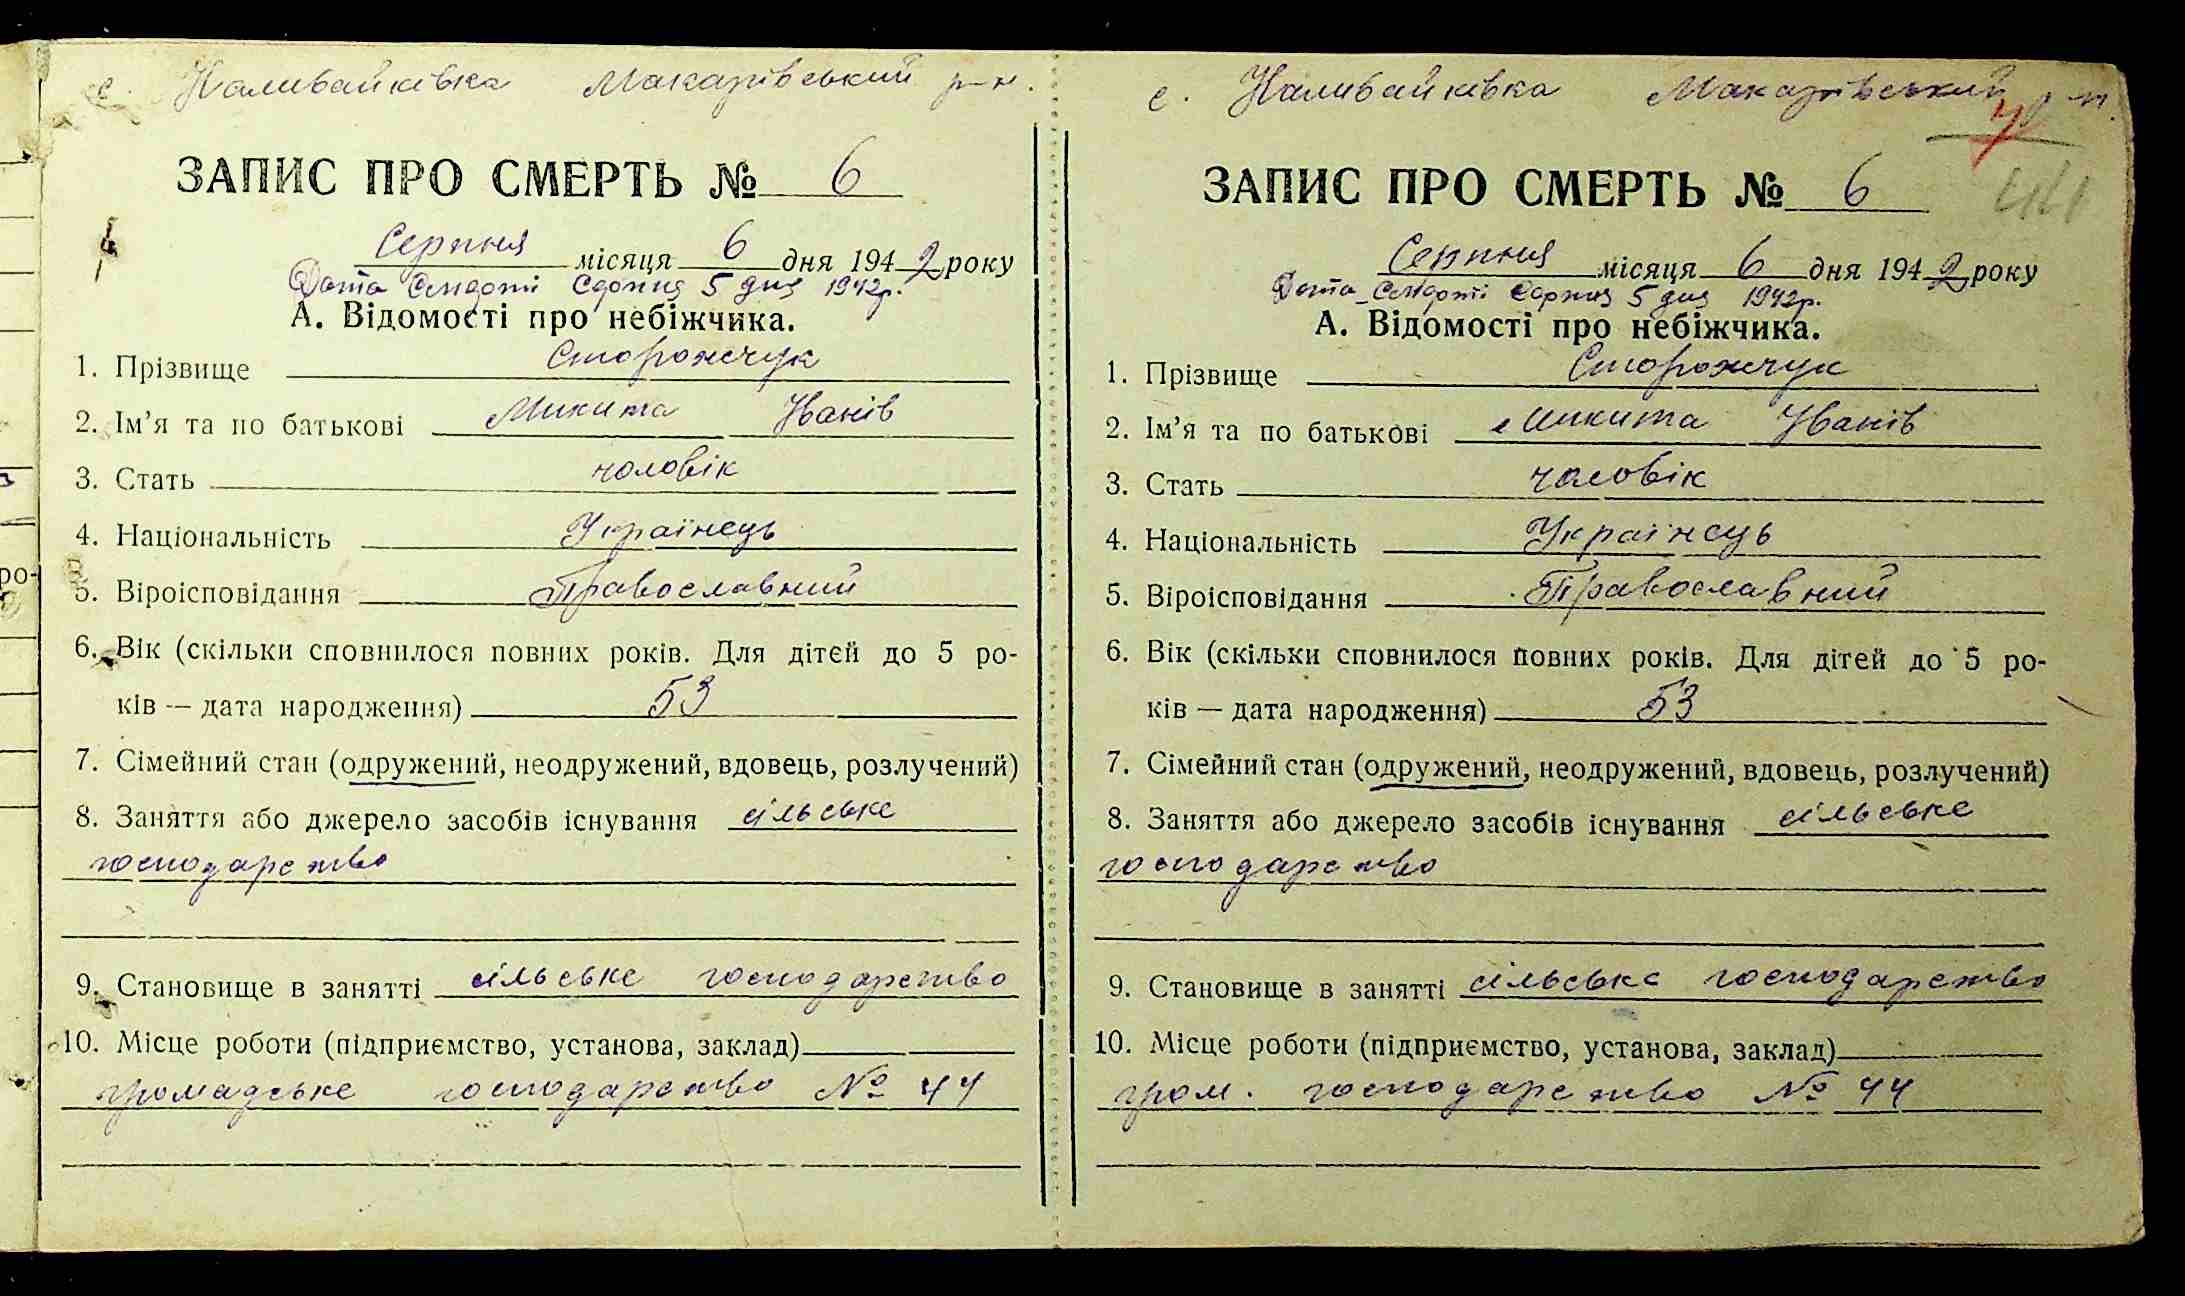 с. Наливайківка Макарівський р-н.
ЗАПИС ПРО СМЕРТЬ № 6
Серпня місяця 6 дня 1942 року
Дата смерти Серпня 5 дня 1942р.
А. Відомості про небіжчика.
1. Прізвище Сторожчук
2. Ім'я та по батькові Микита Іванів
3. Стать чоловік
4. Національність Українець
5. Віроісповідання Православний
6. Вік (скільки сповнилося повних років. Для дітей до 5 ро-
ків — дата народження) 53
7. Сімейний стан (одружений, неодружений, вдовець, розлучений)
8. Заняття або джерело засобів існування сільське
господарство
9. Становище в занятті сільське господарство
10. Місце роботи (підприємство, установа, заклад)
громадське господарство № 44
с. Наливайківка Макарівський р-н.
ЗАПИС ПРО СМЕРТЬ № 6
Серпня місяця 6 дня 1942 року
Дата смерті Серпня 5 дня 1942р.
А. Відомості про небіжчика.
1. Прізвище Сторожчук
2. Ім'я та по батькові Микита Іванів
3. Стать чоловік
4. Національність Українець
5. Віроісповідання Православний
6. Вік (скільки сповнилося повних років. Для дітей до 5 ро-
ків — дата народження) 53
7. Сімейний стан (одружений, неодружений, вдовець, розлучений)
8. Заняття або джерело засобів існування сільське
господарство
9. Становище в занятті сільське господарство
10. Місце роботи (підприємство, установа, заклад)
гром. господарство № 44